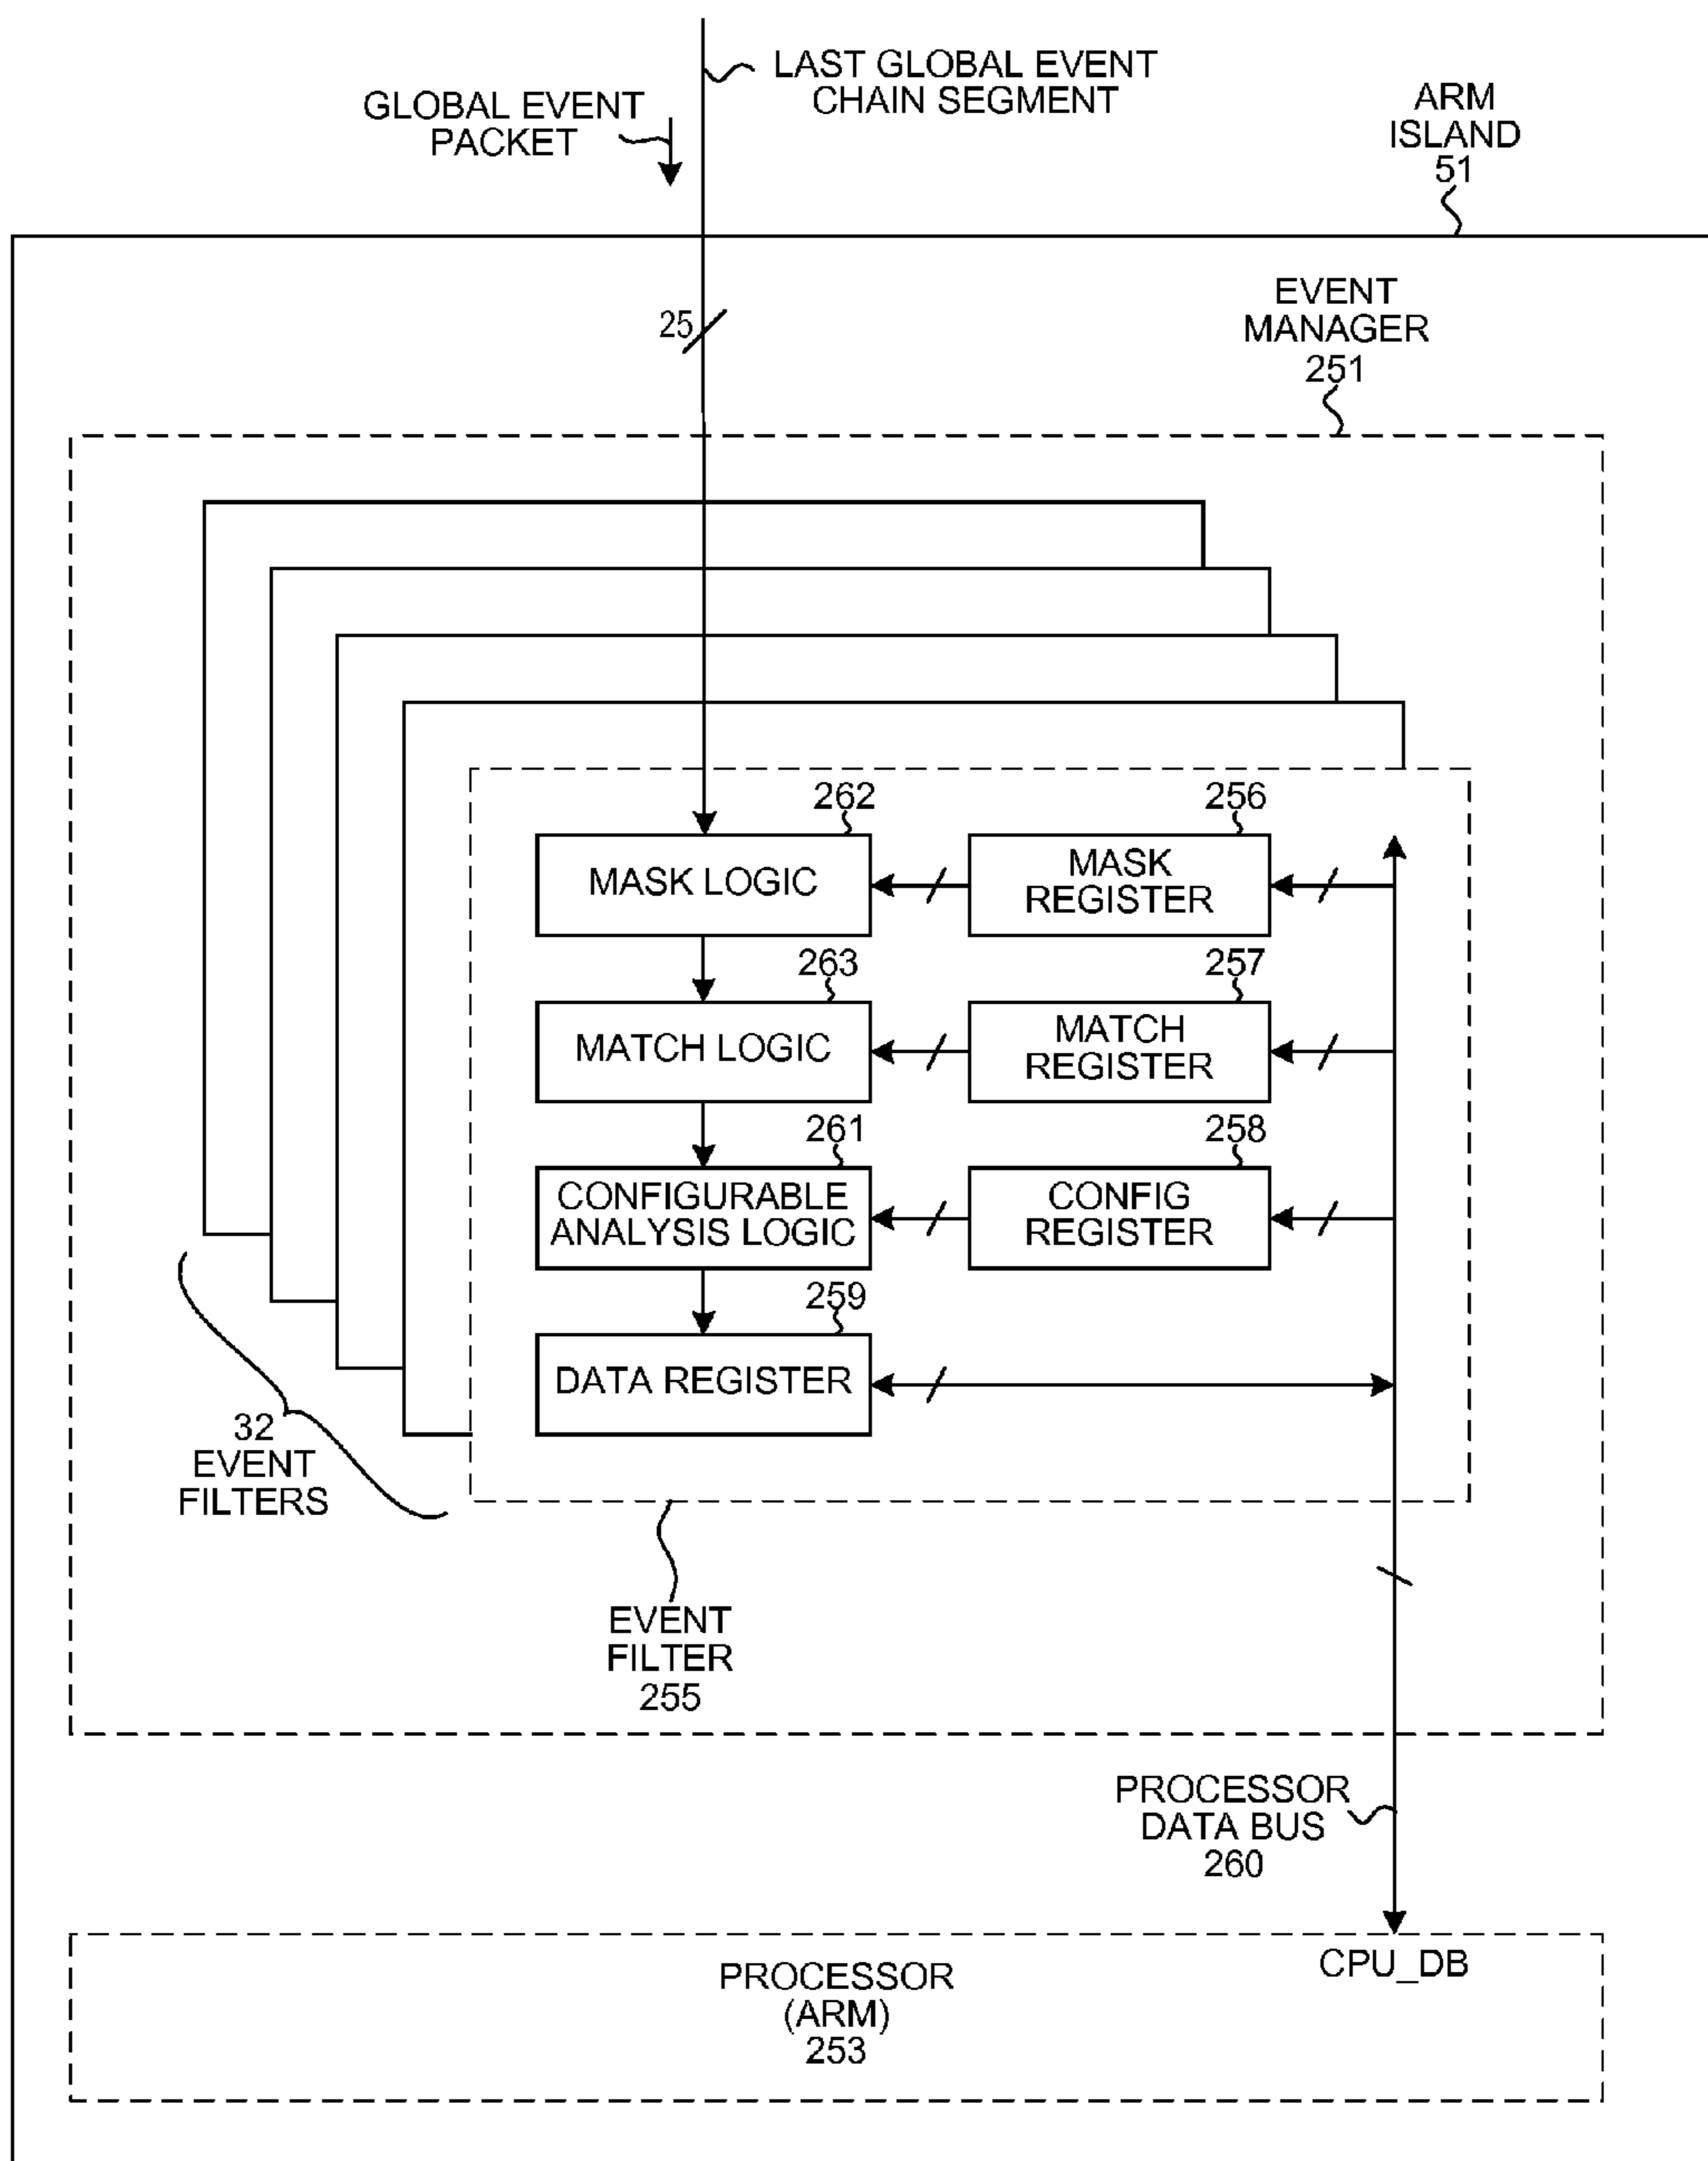 LAST GLOBAL EVENT
CHAIN SEGMENT
GLOBAL EVENT
PACKET
ARM
ISLAND
51
25
EVENT
MANAGER
251
262
256
MASK LOGIC
MASK
REGISTER
263
257
MATCH LOGIC
MATCH
REGISTER
261
258
CONFIGURABLE
ANALYSIS LOGIC
CONFIG
REGISTER
259
DATA REGISTER
32
EVENT
FILTERS
EVENT
FILTER
255
PROCESSOR
DATA BUS
260
CPU_DB
PROCESSOR
(ARM)
253